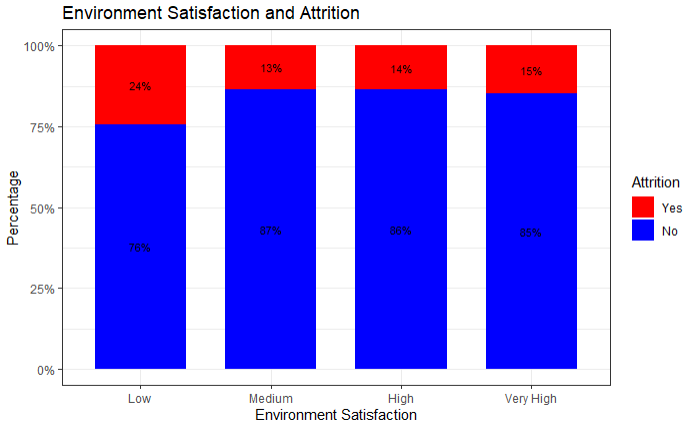 Environment Satisfaction and Attrition
100%
75%
50%
25%
0%
Percentage
24%
13%
14%
15%
76%
87%
86%
85%
Low
Medium
High
Very High
Environment Satisfaction
Attrition
Yes
No